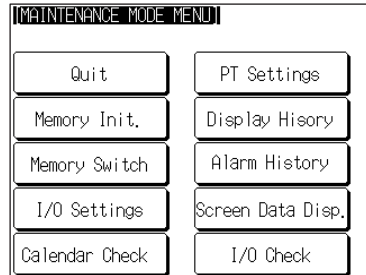 [MAINTENANCE MODE MENU]
Quit
PT Settings
Memory Init.
Display Hisory
Memory Switch
Alarm History
I/O Settings
Screen Data Disp.
Calendar Check
I/O Check